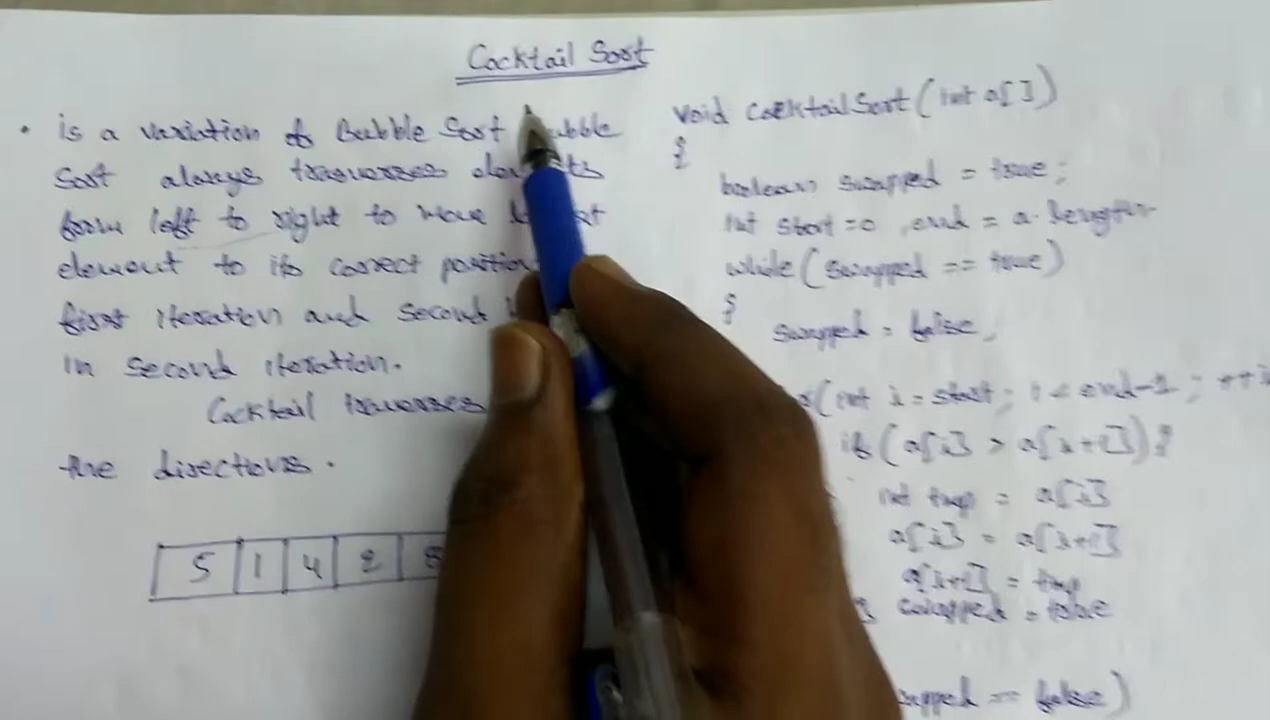 Cocktail Sort
• is a variation of Bubble Sort
Sort always traverses
from left to right to move
element to its correct position
first iteration and second
in second iteration.
Cocktail traverses
the directions.
5 1 4 2
void cocktailSort (int a[])
{
boolean swapped = true;
int start =0 , end = a.length
while (swapped == true)
{
swapped = false,
(int i = start ; i < end-1 ; ++i
if (a[i] > a[i+1]) {
int tmp = a[i]
a[i] = a[i+1]
a[i+1] = tmp
swapped = true
== false)